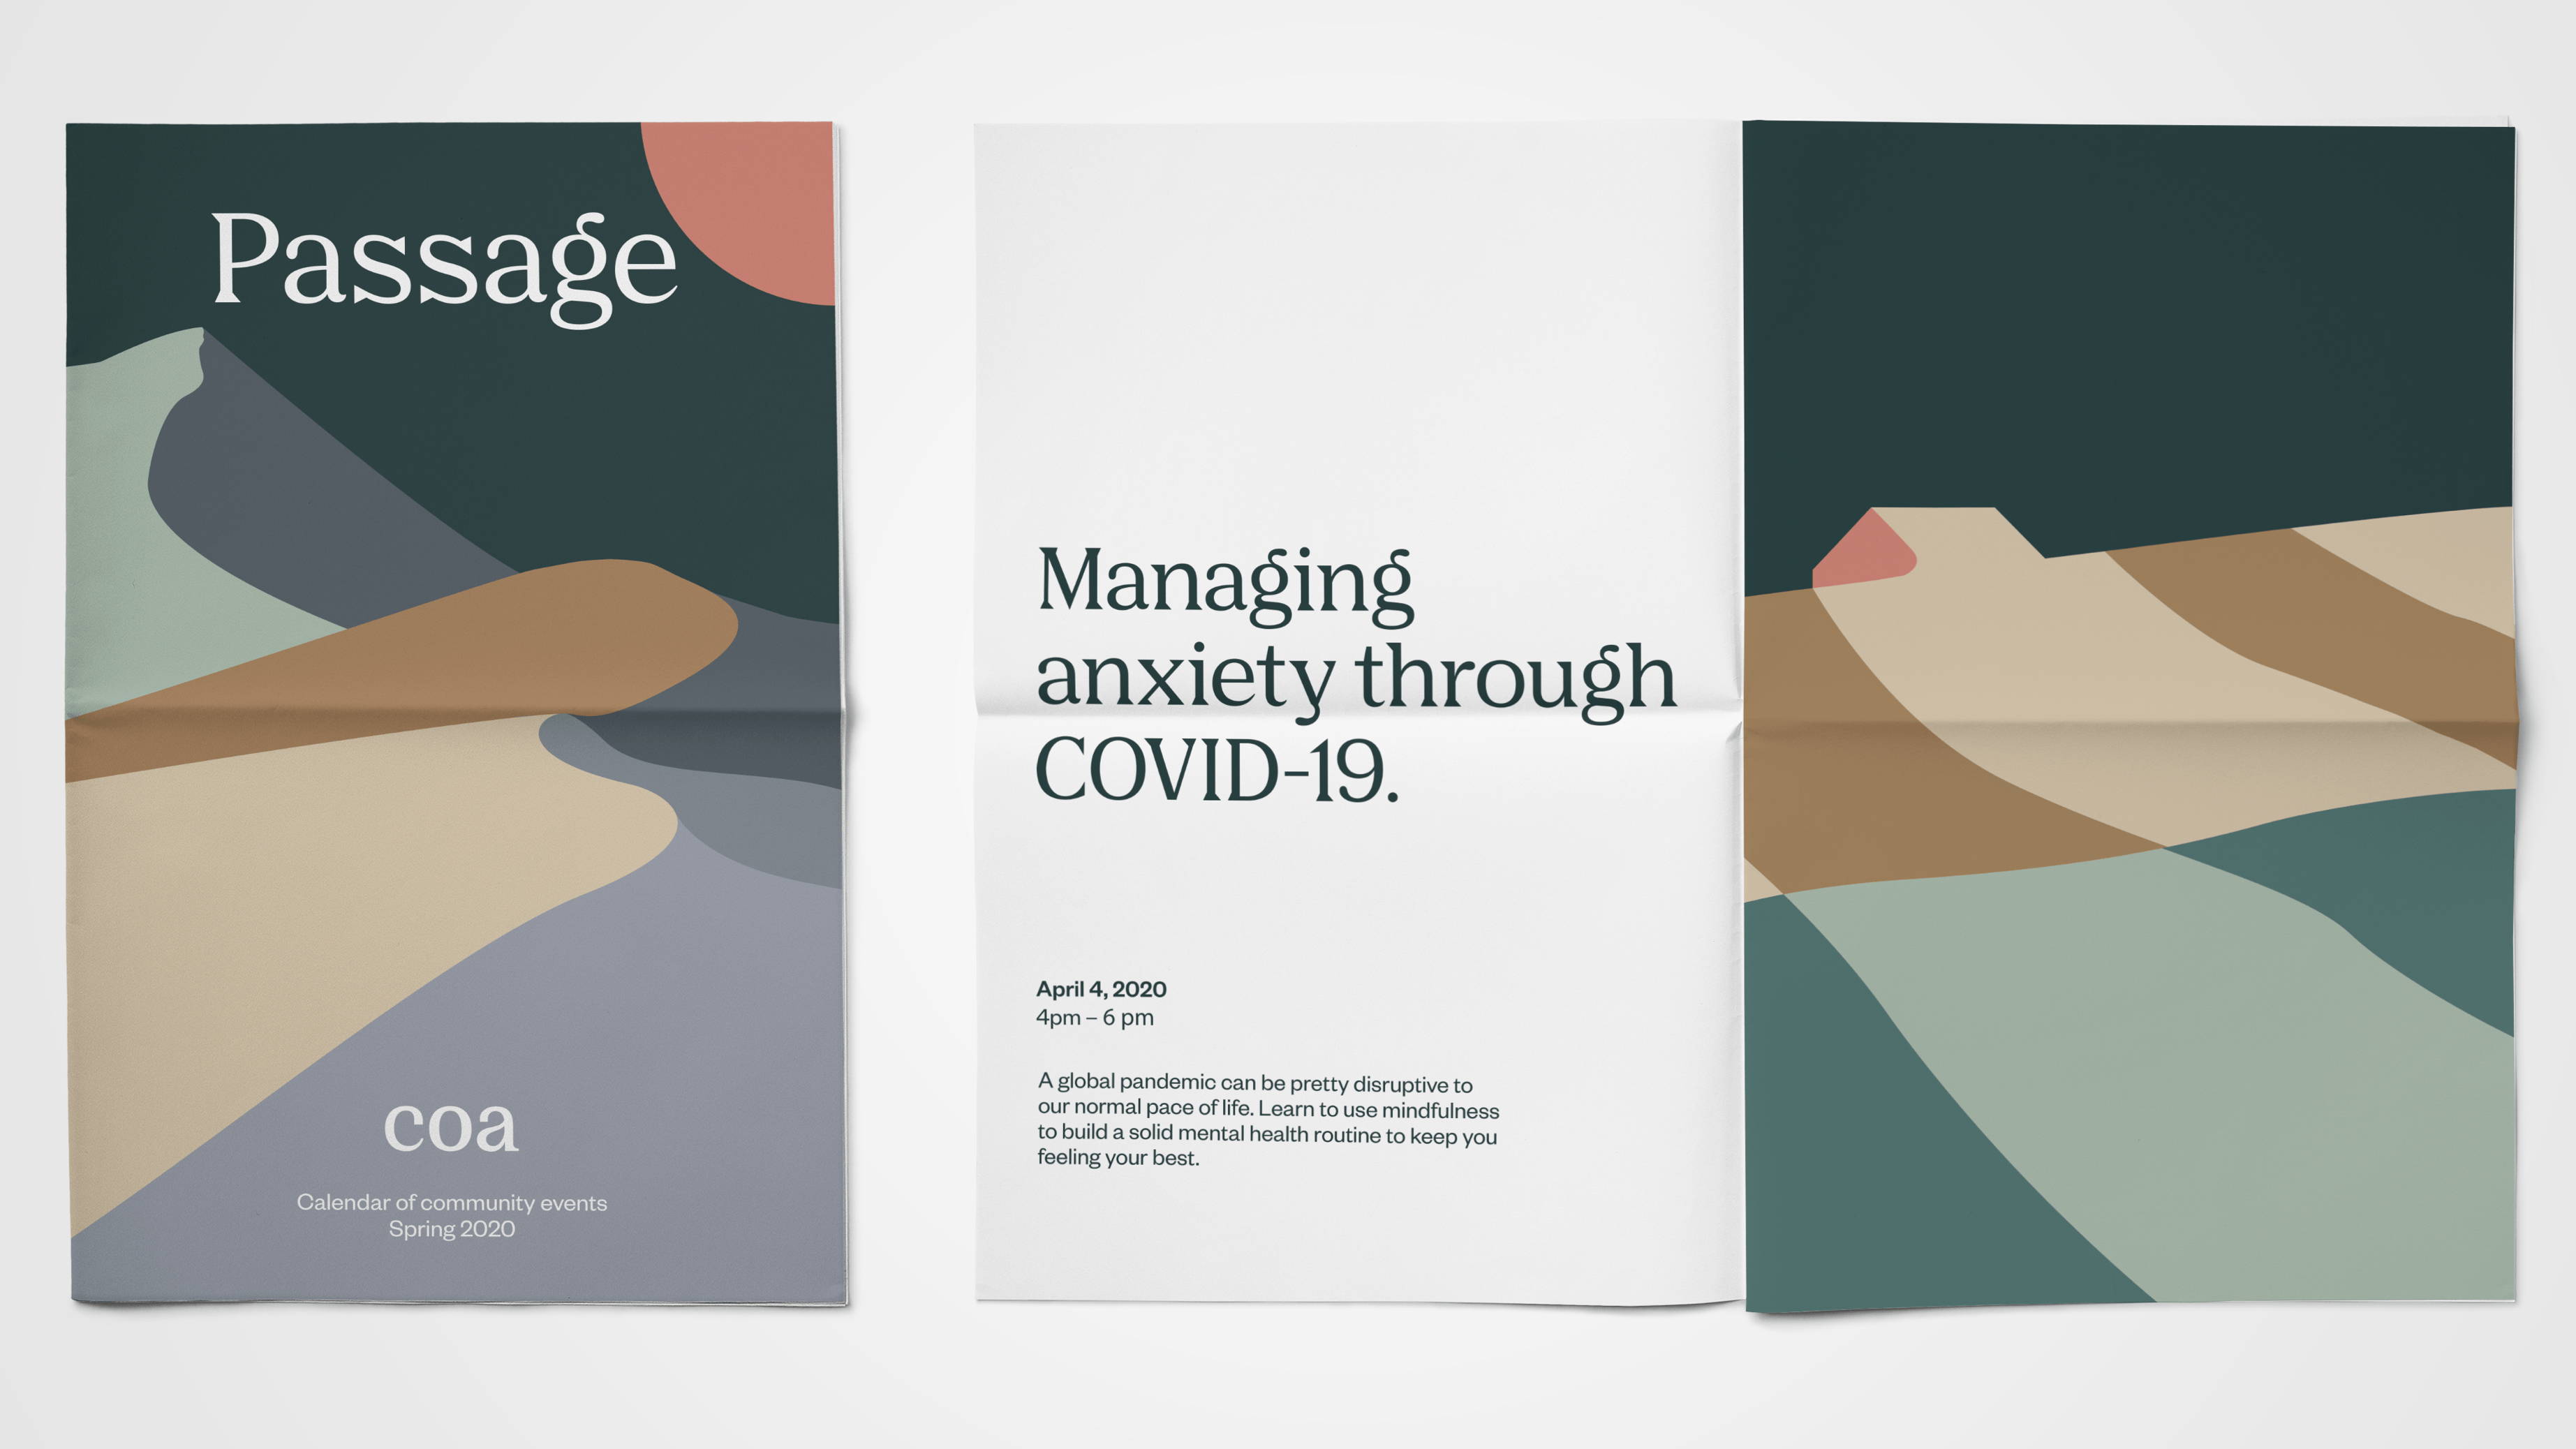 Passage
coa
Calendar of community events
Spring 2020
Managing
anxiety through
COVID-19.
April 4, 2020
4pm – 6 pm
A global pandemic can be pretty disruptive to
our normal pace of life. Learn to use mindfulness
to build a solid mental health routine to keep you
feeling your best.